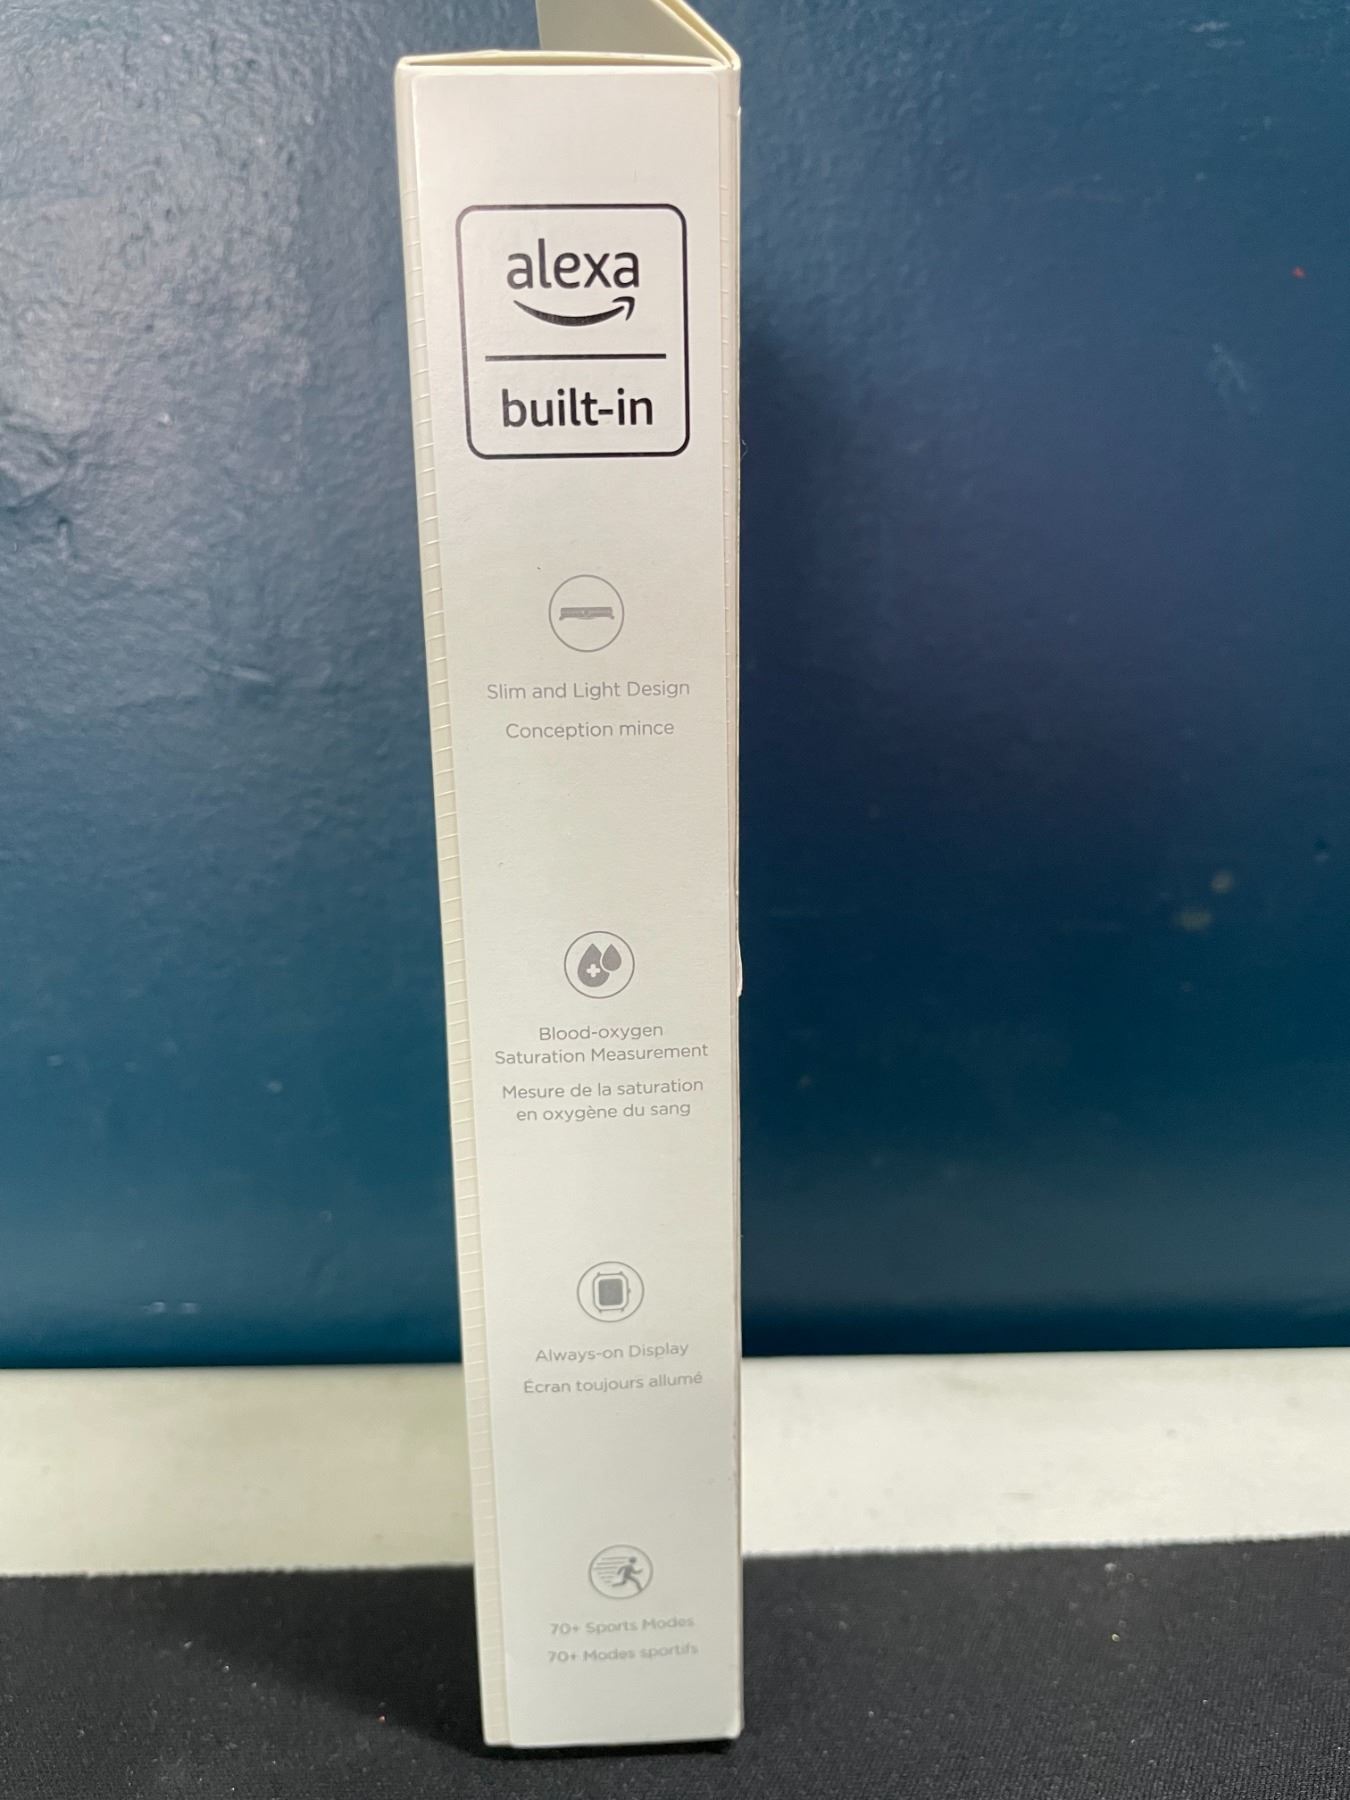 alexa
built-in
Slim and Light Design
Conception mince
Blood-oxygen
Saturation Measurement
Mesure de la saturation
en oxygène du sang
Always-on Display
Écran toujours allumé
70+ Sports Modes
70+ Modes sportifs